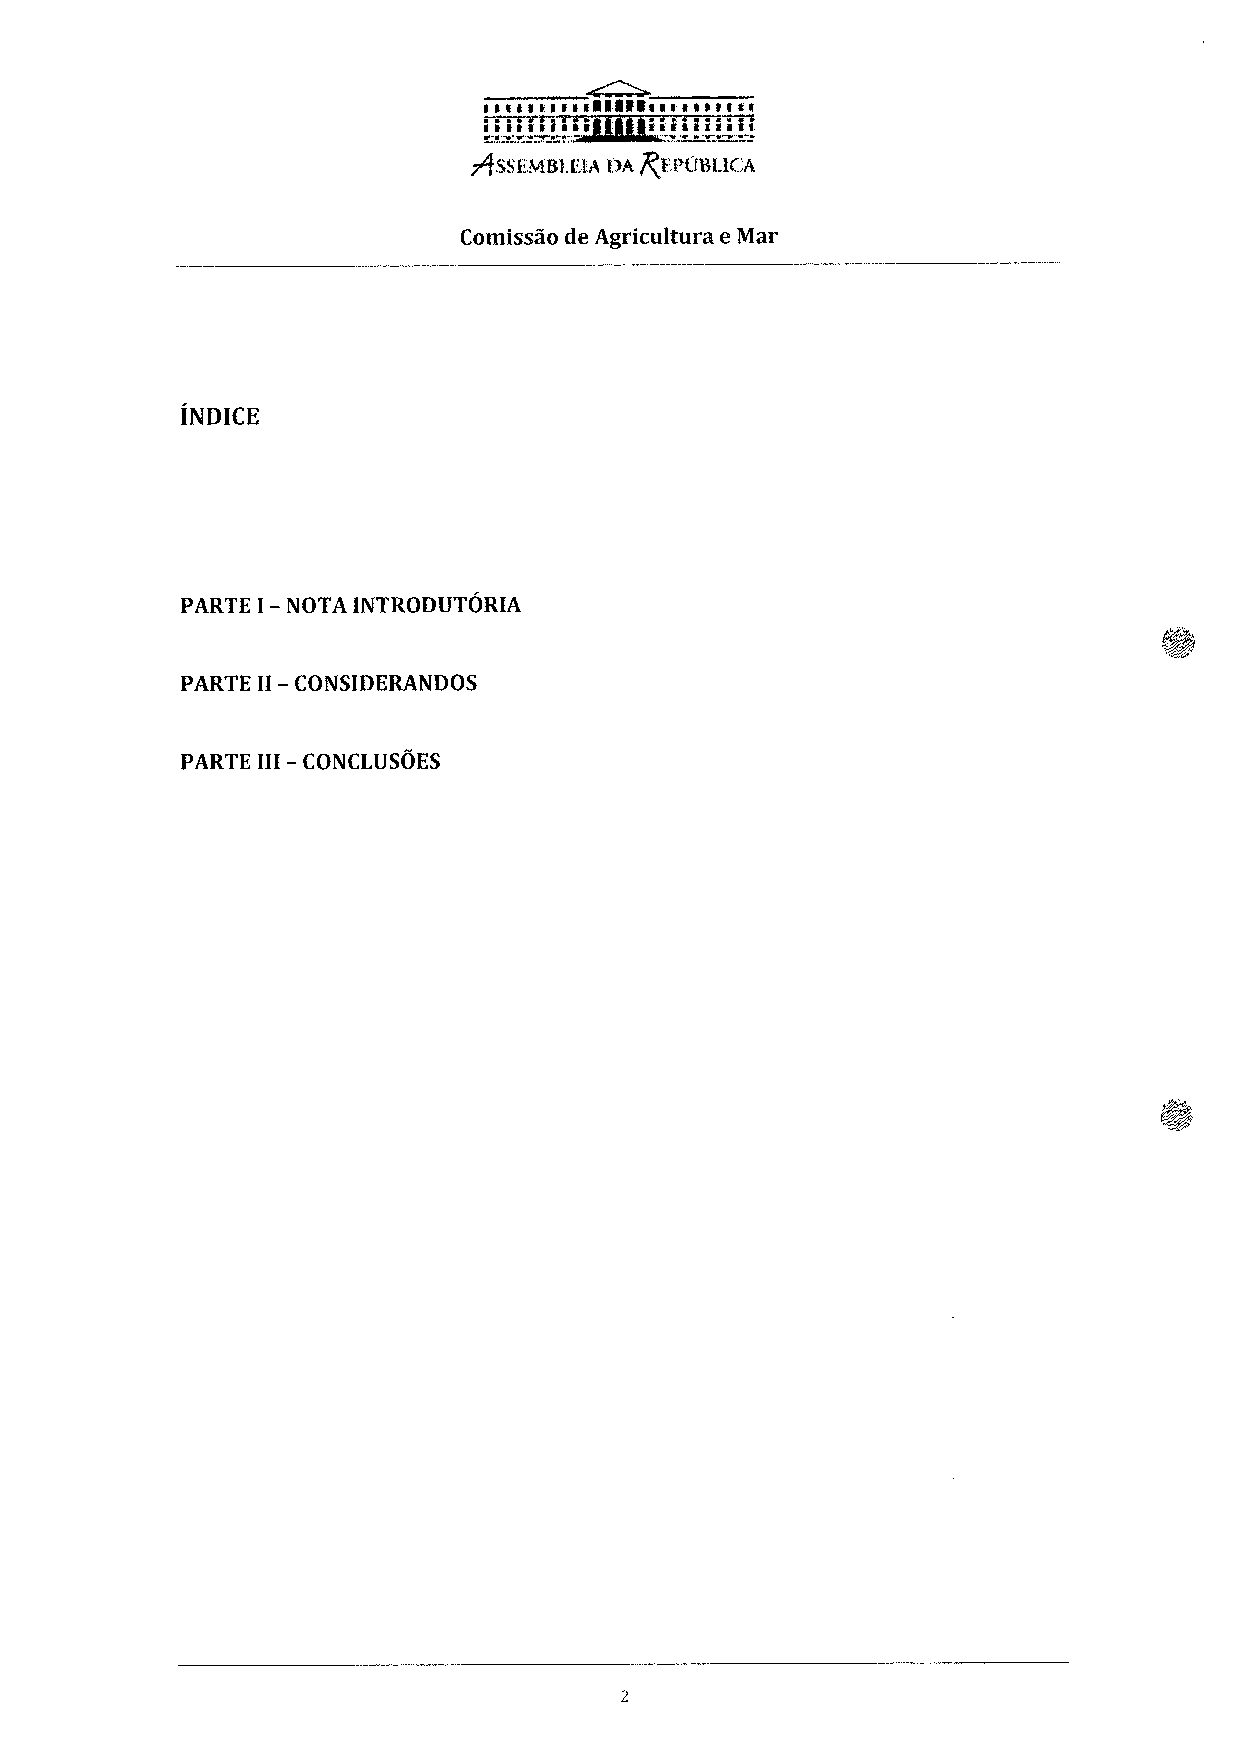 ASSEMBLEIA DA REPÚBLICA
Comissão de Agricultura e Mar
ÍNDICE
PARTE I – NOTA INTRODUTÓRIA
PARTE II – CONSIDERANDOS
PARTE III – CONCLUSÕES
2